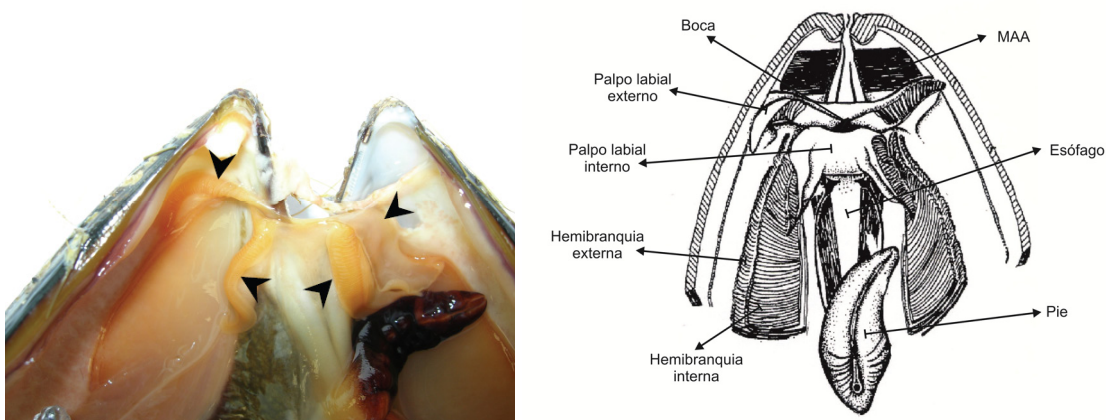 Boca
MAA
Palpo labial
externo
Palpo labial
interno
Esófago
Hemibranquia
externa
Pie
Hemibranquia
interna